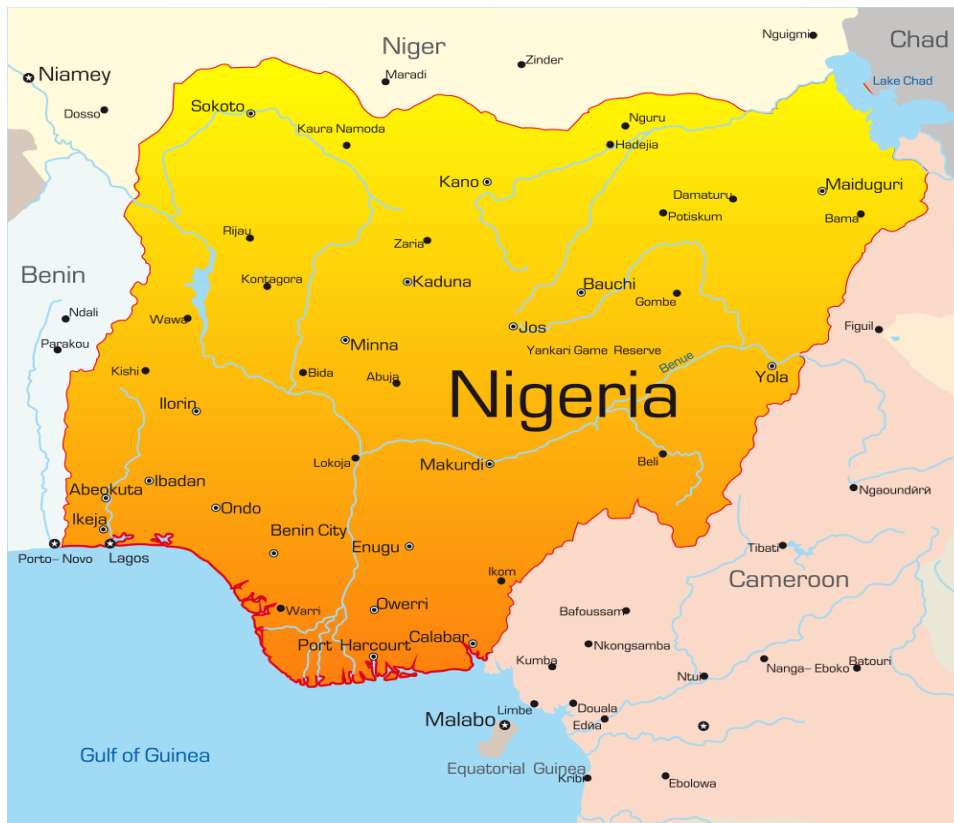 Niger
Chad
Nguigmi
Zinder
Niamey
Maradi
Lake Chad
Dosso
Sokoto
Nguru
Kaura Namoda
Hadejia
Kano
Maiduguri
Damaturu
Potiskum
Bama
Rijau
Zaria
Benin
Kontagora
Kaduna
Bauchi
Gombe
Ndali
Wawa
Jos
Figuil
Parakou
Minna
Yankari Game Reserve
Benue
Kishi
Bida
Abuja
Yola
Nigeria
Ilorin
Lokoja
Makurdi
Beli
Abeokuta
Ibadan
Ngaoundйrй
Ondo
Ikeja
Benin City
Enugu
Porto-Novo
Lagos
Tibati
Ikom
Cameroon
Warri
Owerri
Bafoussam
Port Harcourt
Calabar
Nkongsamba
Kumba
Ntui
Nanga-Eboko
Batouri
Limbe
Douala
Malabo
Edйa
Gulf of Guinea
Equatorial Guinea
Kribi
Ebolowa